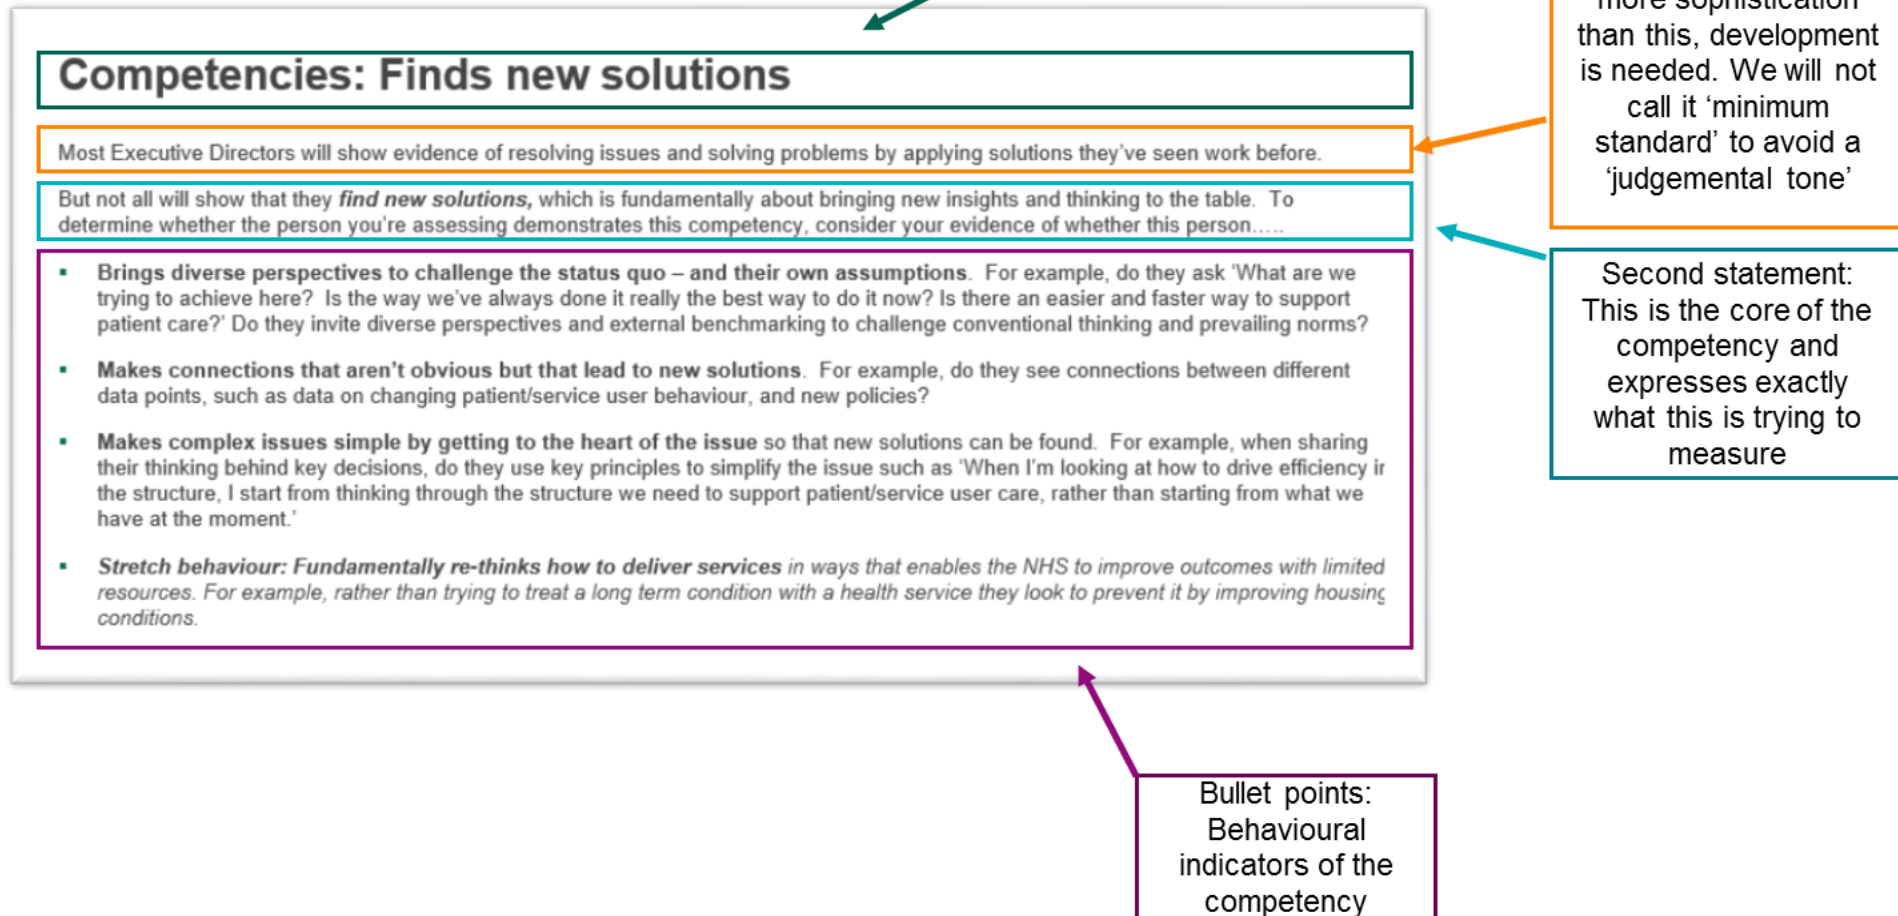 Competencies: Finds new solutions
Most Executive Directors will show evidence of resolving issues and solving problems by applying solutions they've seen work before.
But not all will show that they find new solutions, which is fundamentally about bringing new insights and thinking to the table. To
determine whether the person you're assessing demonstrates this competency, consider your evidence of whether this person.....
▪ Brings diverse perspectives to challenge the status quo – and their own assumptions. For example, do they ask 'What are we
trying to achieve here? Is the way we've always done it really the best way to do it now? Is there an easier and faster way to support
patient care?' Do they invite diverse perspectives and external benchmarking to challenge conventional thinking and prevailing norms?
▪ Makes connections that aren't obvious but that lead to new solutions. For example, do they see connections between different
data points, such as data on changing patient/service user behaviour, and new policies?
▪ Makes complex issues simple by getting to the heart of the issue so that new solutions can be found. For example, when sharing
their thinking behind key decisions, do they use key principles to simplify the issue such as 'When I'm looking at how to drive efficiency in
the structure, I start from thinking through the structure we need to support patient/service user care, rather than starting from what we
have at the moment.'
▪ Stretch behaviour: Fundamentally re-thinks how to deliver services in ways that enables the NHS to improve outcomes with limited
resources. For example, rather than trying to treat a long term condition with a health service they look to prevent it by improving housing
conditions.
more sophistication
than this, development
is needed. We will not
call it 'minimum
standard' to avoid a
'judgemental tone'
Second statement:
This is the core of the
competency and
expresses exactly
what this is trying to
measure
Bullet points:
Behavioural
indicators of the
competency